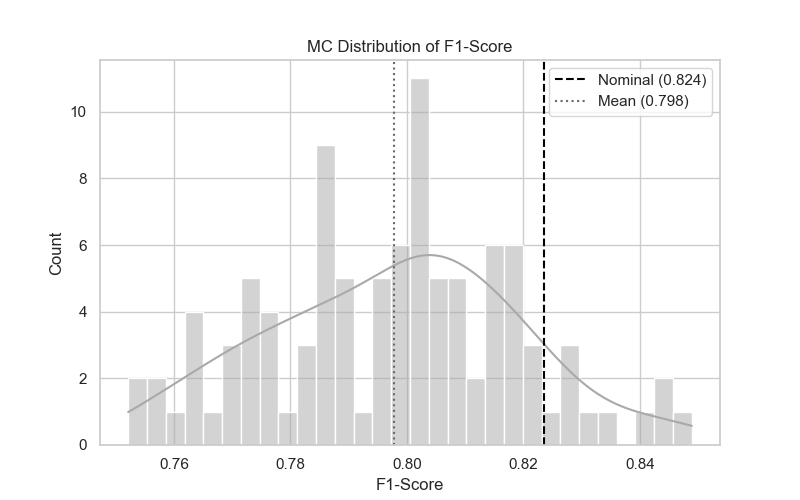 MC Distribution of F1-Score
Nominal (0.824)
Mean (0.798)
Count
10
8
6
4
2
0
0.76 0.78 0.80 0.82 0.84
F1-Score